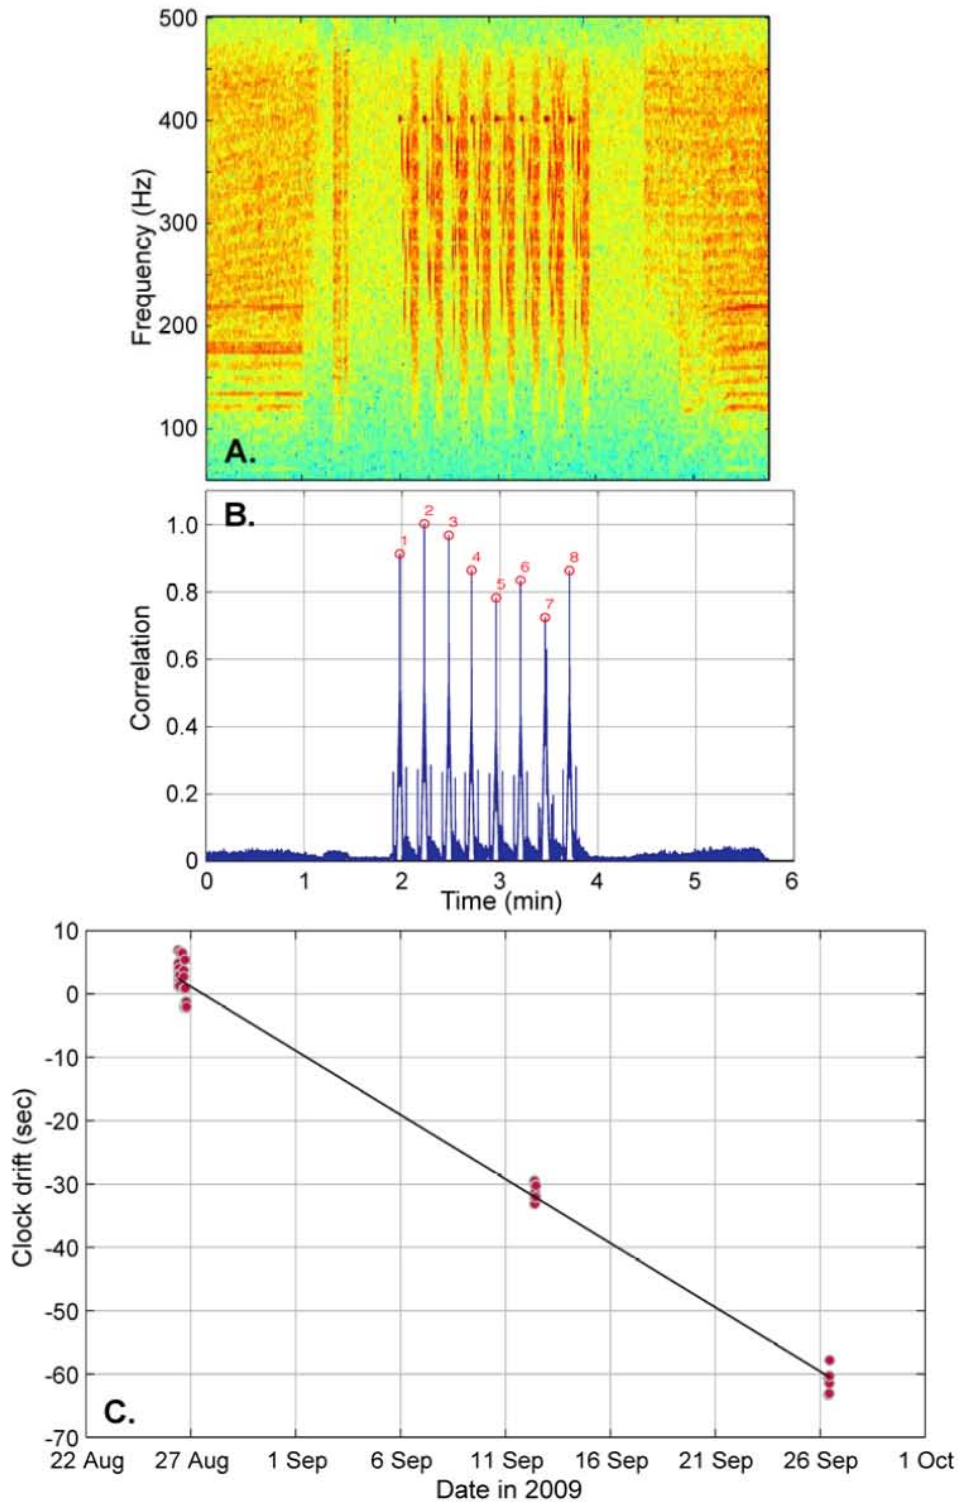 500
400
300
200
100
Frequency (Hz)
A.
B.
1.0
0.8
0.6
0.4
0.2
0
Correlation
1
2
3
4
5
6
7
8
0 1 2 3 4 5 6
Time (min)
10
0
-10
-20
-30
-40
-50
-60
-70
Clock drift (sec)
C.
22 Aug 27 Aug 1 Sep 6 Sep 11 Sep 16 Sep 21 Sep 26 Sep 1 Oct
Date in 2009